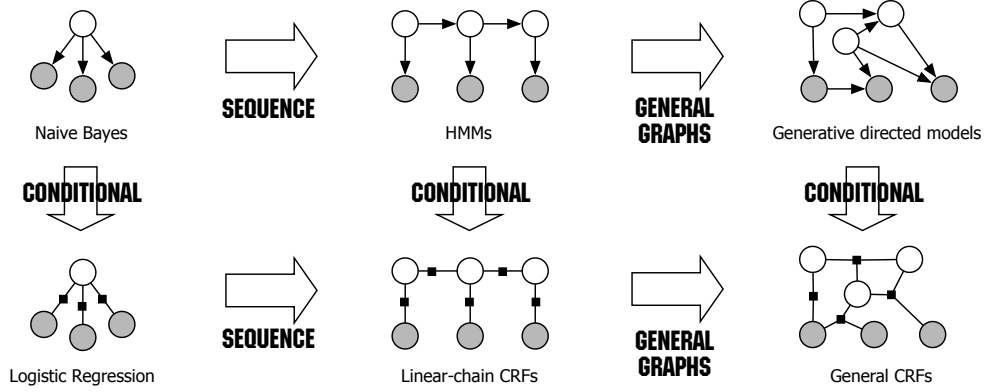 SEQUENCE
GENERAL
GRAPHS
Naive Bayes
HMMs
Generative directed models
CONDITIONAL
CONDITIONAL
CONDITIONAL
SEQUENCE
GENERAL
GRAPHS
Logistic Regression
Linear-chain CRFs
General CRFs